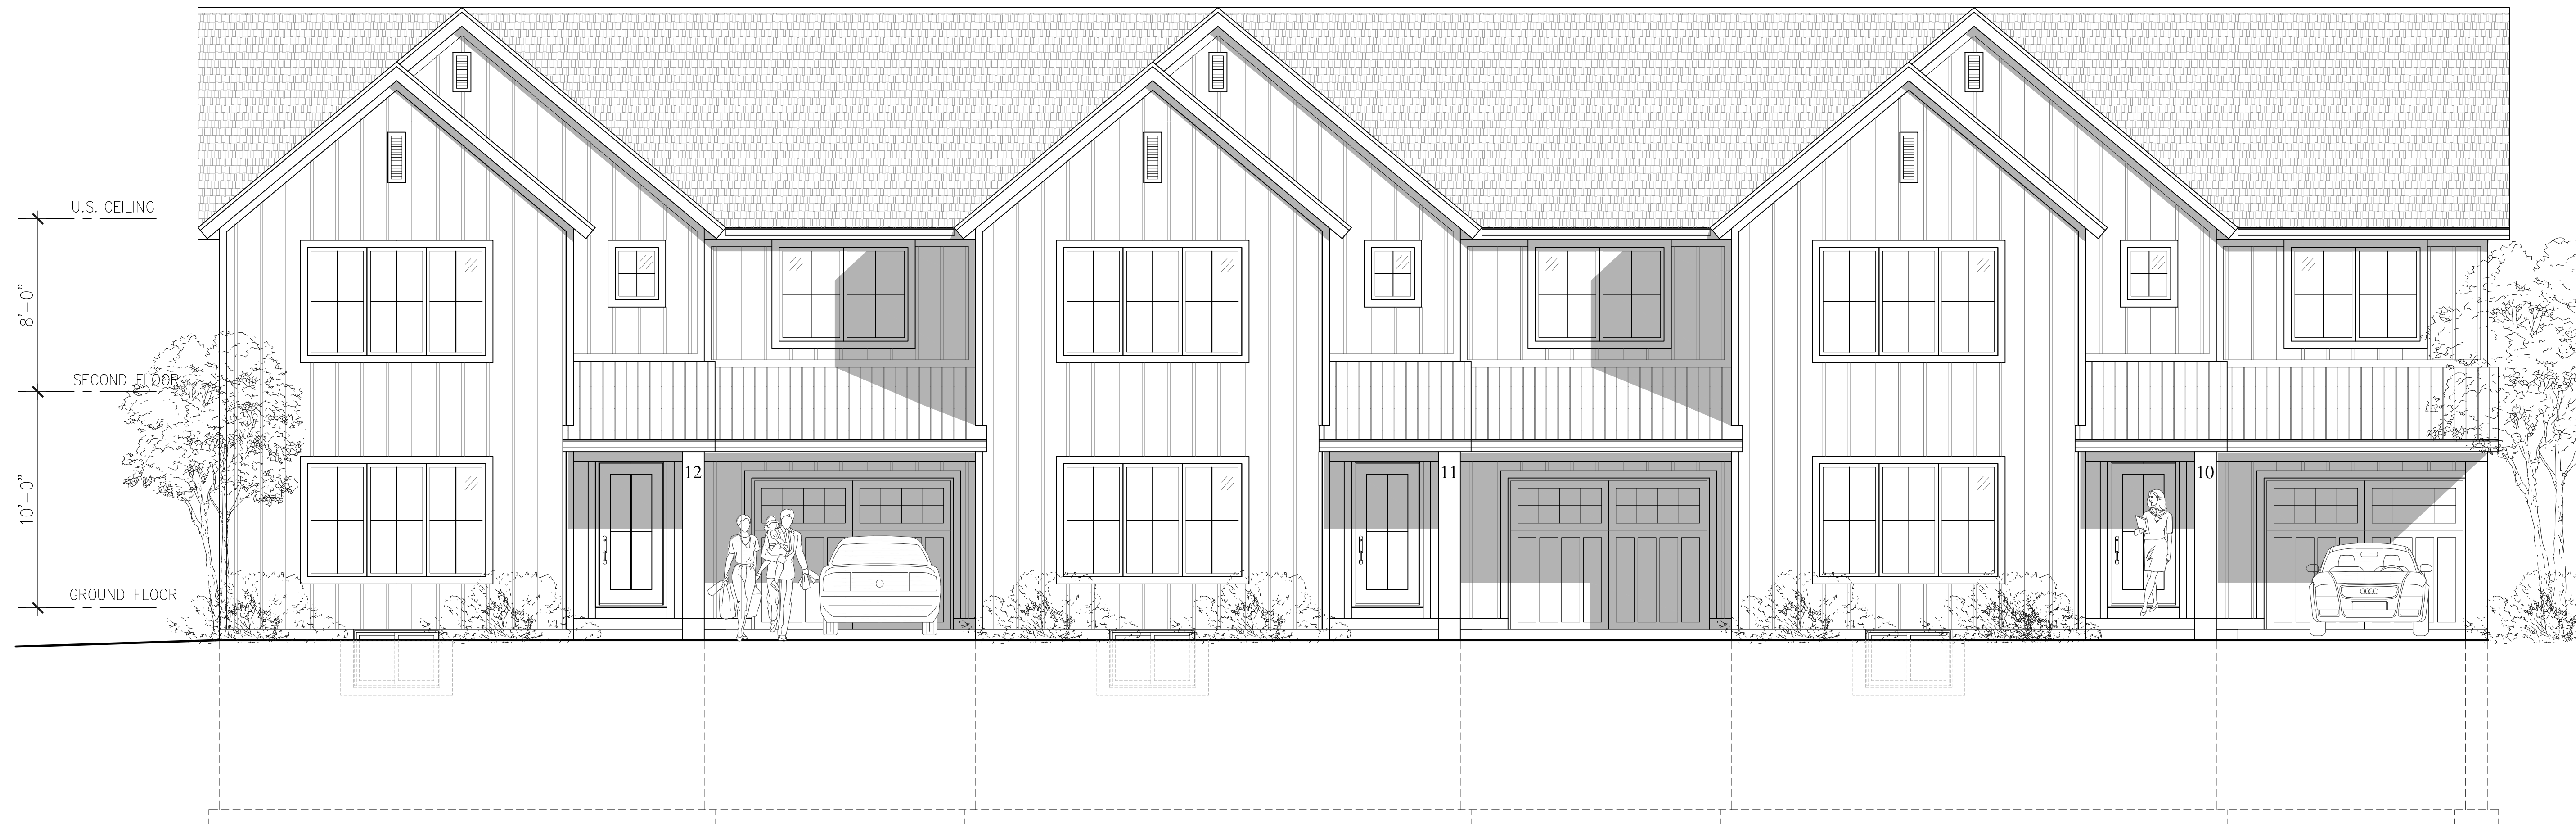 U.S. CEILING
8'-0"
SECOND FLOOR
10'-0"
GROUND FLOOR
12
11
10